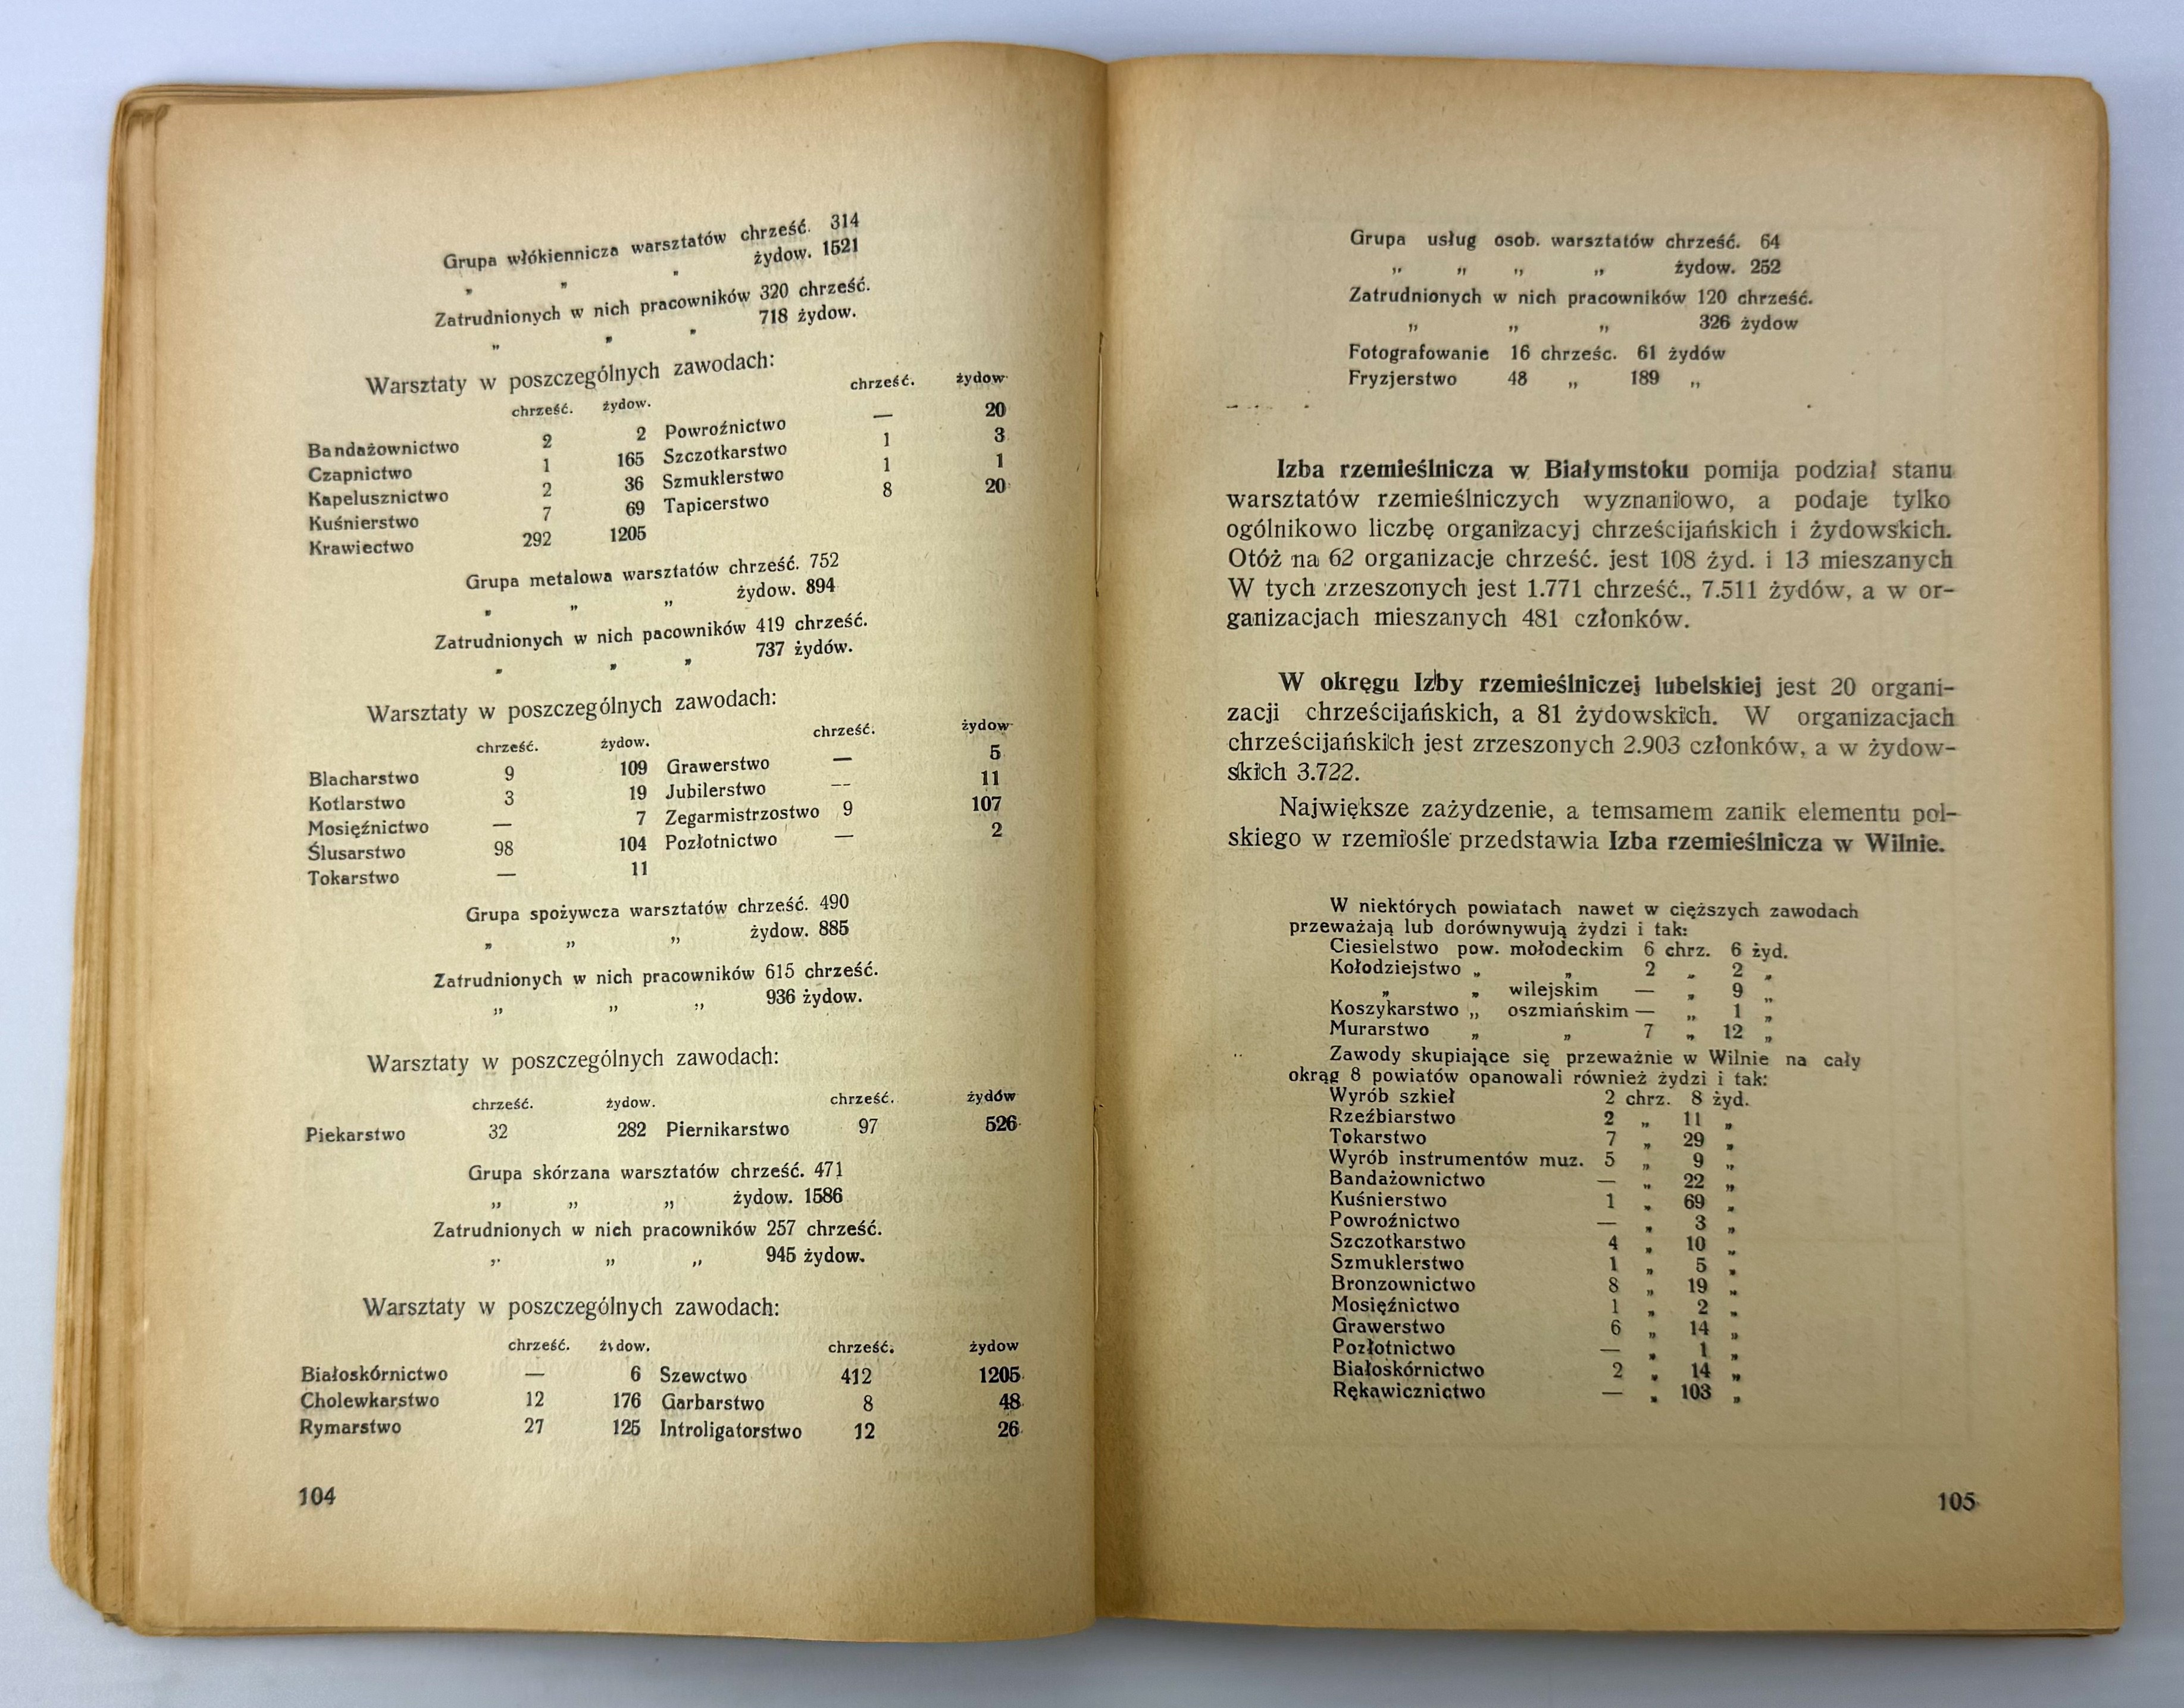 Grupa włókiennicza warsztatów chrześć. 314
" " " żydow. 1521
Zatrudnionych w nich pracowników 320 chrześć.
" " " 718 żydow.
Warsztaty w poszczególnych zawodach:
chrześć. żydow. chrześć. żydow
Bandażownictwo 2 2 Powroźnictwo — 20
Czapnictwo 1 165 Szczotkarstwo 1 3
Kapelusznictwo 2 36 Szmuklerstwo 1 1
Kuśnierstwo 7 69 Tapicerstwo 8 20
Krawiectwo 292 1205
Grupa metalowa warsztatów chrześć. 752
" " " żydow. 894
Zatrudnionych w nich pacowników 419 chrześć.
" " " 737 żydów.
Warsztaty w poszczególnych zawodach:
chrześć. żydow. chrześć. żydow
Blacharstwo 9 109 Grawerstwo — 5
Kotlarstwo 3 19 Jubilerstwo — 11
Mosiężnictwo — 7 Zegarmistrzostwo 9 107
Ślusarstwo 98 104 Pozłotnictwo — 2
Tokarstwo — 11
Grupa spożywcza warsztatów chrześć. 490
" " " żydow. 885
Zatrudnionych w nich pracowników 615 chrześć.
" " " 936 żydow.
Warsztaty w poszczególnych zawodach:
chrześć. żydow. chrześć. żydów
Piekarstwo 32 282 Piernikarstwo 97 526
Grupa skórzana warsztatów chrześć. 471
" " " żydow. 1586
Zatrudnionych w nich pracowników 257 chrześć.
" " " 945 żydow.
Warsztaty w poszczególnych zawodach:
chrześć. żydow. chrześć. żydow
Białoskórnictwo — 6 Szewctwo 412 1205
Cholewkarstwo 12 176 Garbarstwo 8 48
Rymarstwo 27 125 Introligatorstwo 12 26
104
Grupa usług osob. warsztatów chrześć. 64
" " " " żydow. 252
Zatrudnionych w nich pracowników 120 chrześć.
" " " 326 żydow
Fotografowanie 16 chrześc. 61 żydów
Fryzjerstwo 48 " 189 "
Izba rzemieślnicza w Białymstoku pomija podział stanu
warsztatów rzemieślniczych wyznaniowo, a podaje tylko
ogólnikowo liczbę organizacyj chrześcijańskich i żydowskich.
Otóż na 62 organizacje chrześć. jest 108 żyd. i 13 mieszanych
W tych zrzeszonych jest 1.771 chrześć., 7.511 żydów, a w or-
ganizacjach mieszanych 481 członków.
W okręgu Izby rzemieślniczej lubelskiej jest 20 organi-
zacji chrześcijańskich, a 81 żydowskich. W organizacjach
chrześcijańskich jest zrzeszonych 2.903 członków, a w żydow-
skich 3.722.
Największe zażydzenie, a temsamem zanik elementu pol-
skiego w rzemiośle przedstawia Izba rzemieślnicza w Wilnie.
W niektórych powiatach nawet w cięższych zawodach
przeważają lub dorównywują żydzi i tak:
Ciesielstwo pow. mołodeckim 6 chrz. 6 żyd.
Kołodziejstwo " " 2 " 2 "
" " wilejskim — " 9 "
Koszykarstwo " oszmiańskim — " 1 "
Murarstwo " " 7 " 12 "
Zawody skupiające się przeważnie w Wilnie na cały
okrąg 8 powiatów opanowali również żydzi i tak:
Wyrób szkieł 2 chrz. 8 żyd.
Rzeźbiarstwo 2 " 11 "
Tokarstwo 7 " 29 "
Wyrób instrumentów muz. 5 " 9 "
Bandażownictwo — " 22 "
Kuśnierstwo 1 " 69 "
Powroźnictwo — " 3 "
Szczotkarstwo 4 " 10 "
Szmuklerstwo 1 " 5 "
Bronzownictwo 8 " 19 "
Mosiężnictwo 1 " 2 "
Grawerstwo 6 " 14 "
Pozłotnictwo — " 1 "
Białoskórnictwo 2 " 14 "
Rękawicznictwo — " 103 "
105